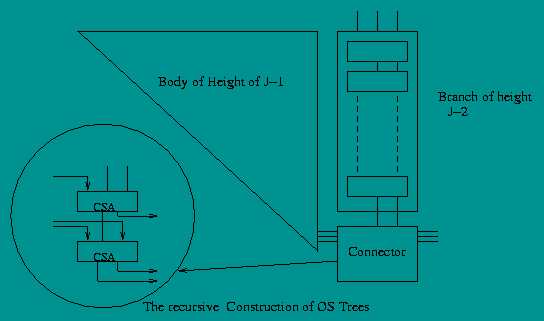 Body of Height of J-1
Branch of height
J-2
CSA
CSA
Connector
The recursive Construction of OS Trees